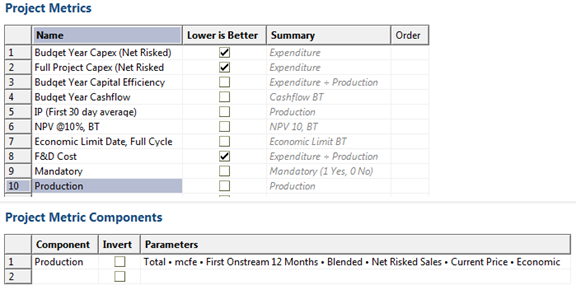 Project Metrics
Name Lower is Better Summary Order
1 Budget Year Capex (Net Risked) Expenditure
2 Full Project Capex (Net Risked Expenditure
3 Budget Year Capital Efficiency Expenditure ÷ Production
4 Budget Year Cashflow Cashflow BT
5 IP (First 30 day average) Production
6 NPV @10%, BT NPV 10, BT
7 Economic Limit Date, Full Cycle Economic Limit BT
8 F&D Cost Expenditure ÷ Production
9 Mandatory Mandatory (1 Yes, 0 No)
10 Production Production
Project Metric Components
Component Invert Parameters
1 Production Total • mcfe • First Onstream 12 Months • Blended • Net Risked Sales • Current Price • Economic
2